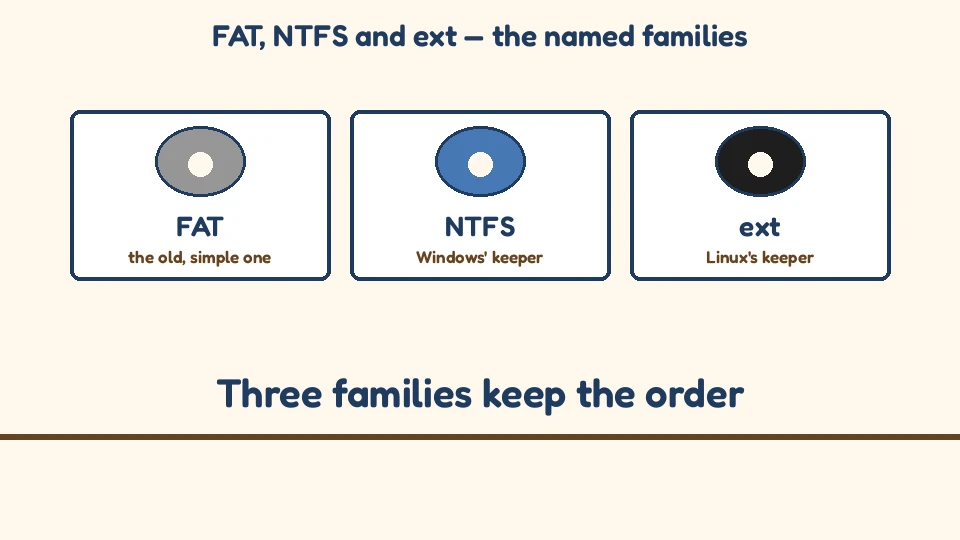 FAT, NTFS and ext — the named families
FAT
the old, simple one
NTFS
Windows' keeper
ext
Linux's keeper
Three families keep the order